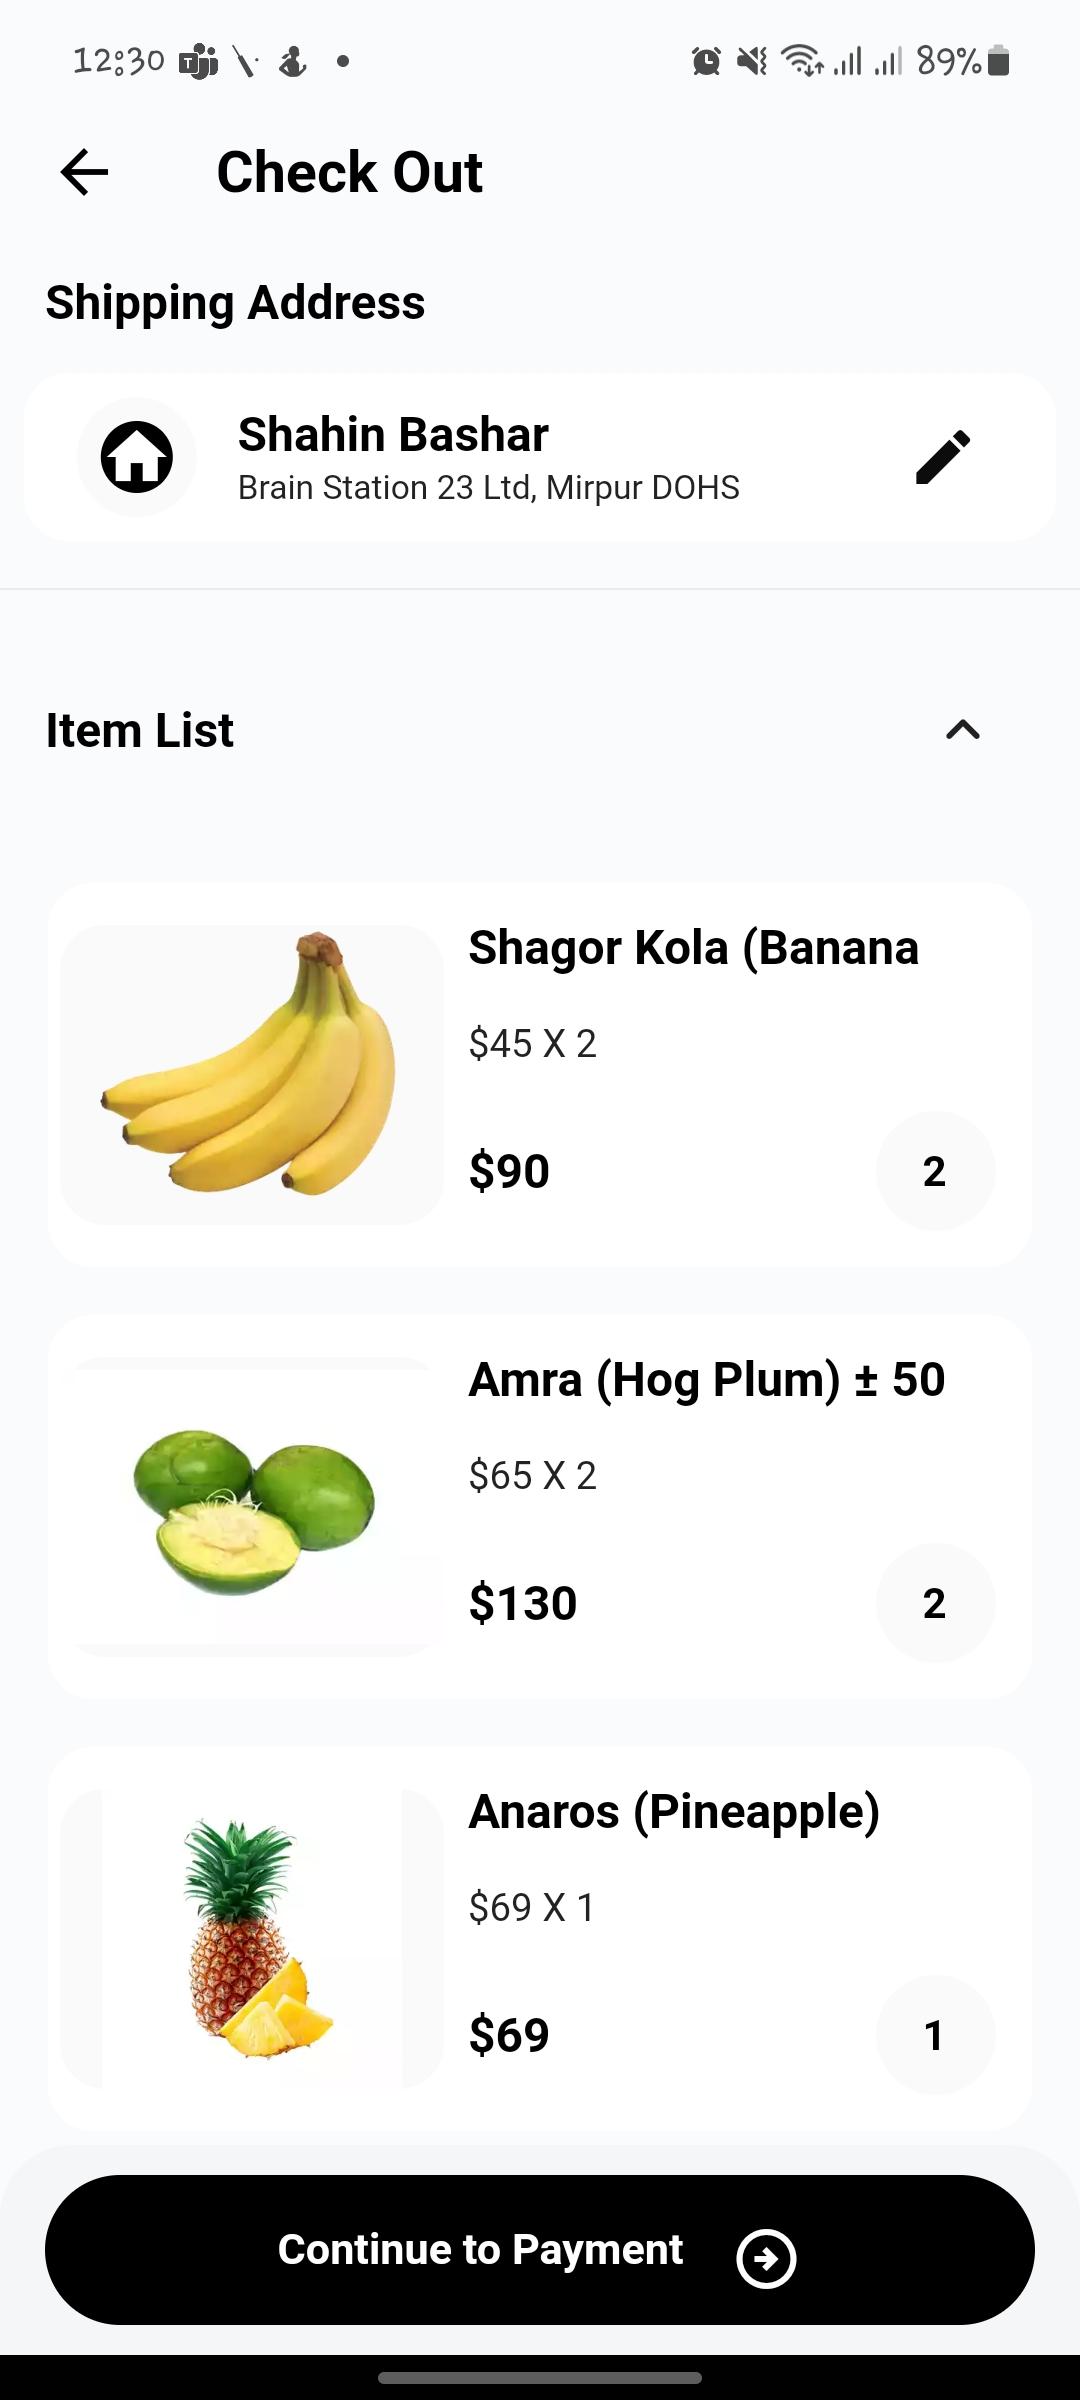 12:30 89%
Check Out
Shipping Address
Shahin Bashar
Brain Station 23 Ltd, Mirpur DOHS
Item List
Shagor Kola (Banana
$45 X 2
$90 2
Amra (Hog Plum) ± 50
$65 X 2
$130 2
Anaros (Pineapple)
$69 X 1
$69 1
Continue to Payment